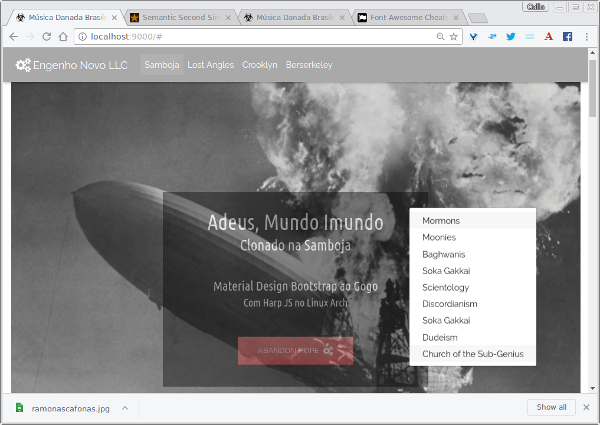 Música Danada Brasil
Semantic Second-Sim
Música Danada Brasil
Font Awesome Cheats
localhost:9000/#
Engenho Novo LLC
Samboja
Lost Angles
Crooklyn
Berserkeley
Adeus, Mundo Imundo
Clonado na Samboja
Material Design Bootstrap ao Gogo
Com Harp JS no Linux Arch
ABANDON HOPE
Mormons
Moonies
Baghwanis
Soka Gakkai
Scientology
Discordianism
Soka Gakkai
Dudeism
Church of the Sub-Genius
ramonascafonas.jpg
Show all